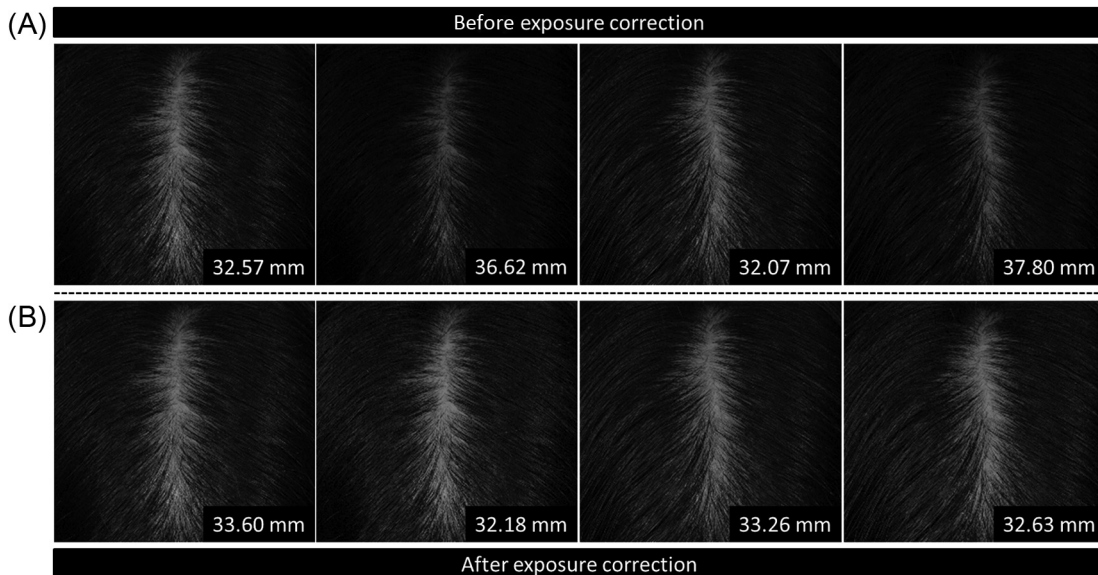 (A)
Before exposure correction
32.57 mm
36.62 mm
32.07 mm
37.80 mm
(B)
33.60 mm
32.18 mm
33.26 mm
32.63 mm
After exposure correction